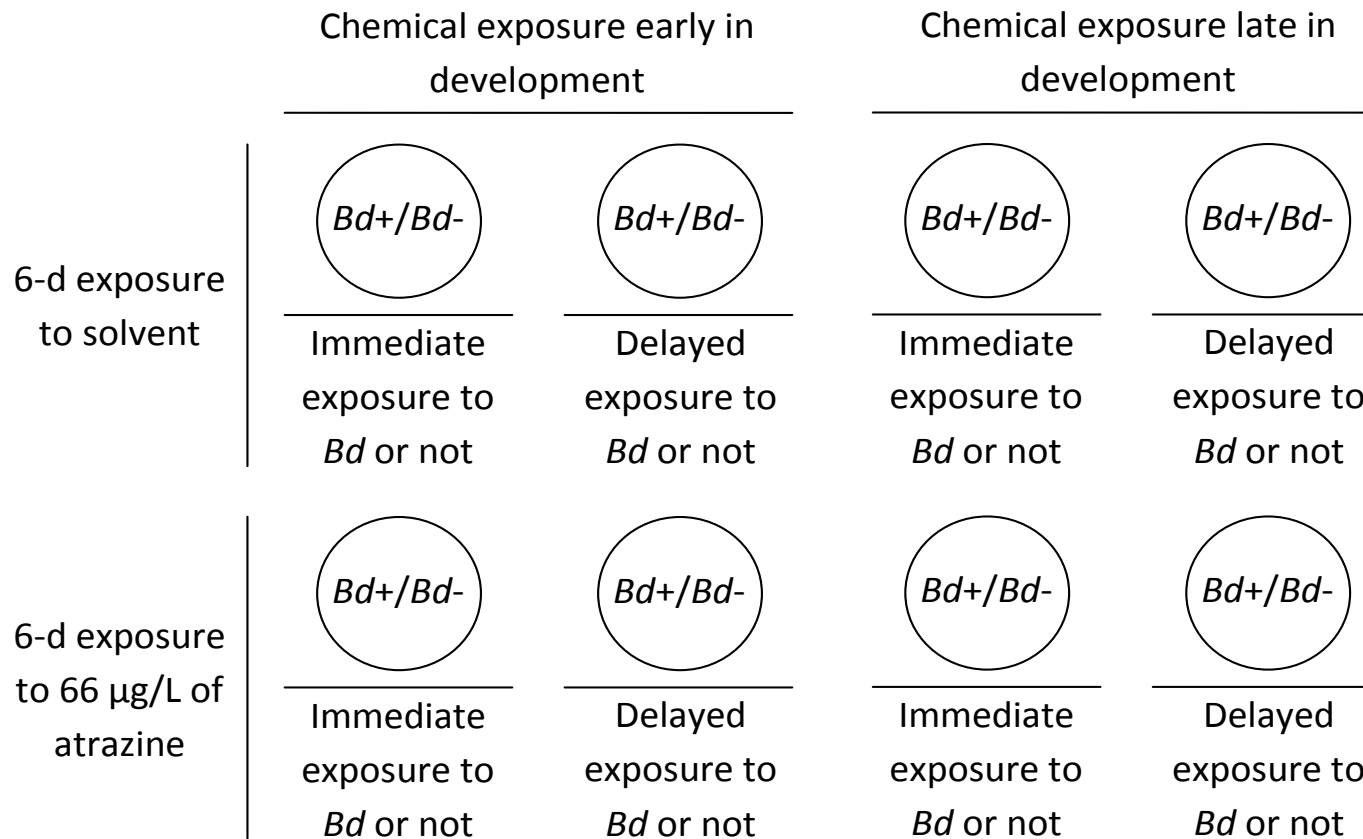 Chemical exposure early in
development
Chemical exposure late in
development
6-d exposure
to solvent
Bd+/Bd-
Bd+/Bd-
Bd+/Bd-
Bd+/Bd-
Immediate
exposure to
Bd or not
Delayed
exposure to
Bd or not
Immediate
exposure to
Bd or not
Delayed
exposure to
Bd or not
6-d exposure
to 66 µg/L of
atrazine
Bd+/Bd-
Bd+/Bd-
Bd+/Bd-
Bd+/Bd-
Immediate
exposure to
Bd or not
Delayed
exposure to
Bd or not
Immediate
exposure to
Bd or not
Delayed
exposure to
Bd or not